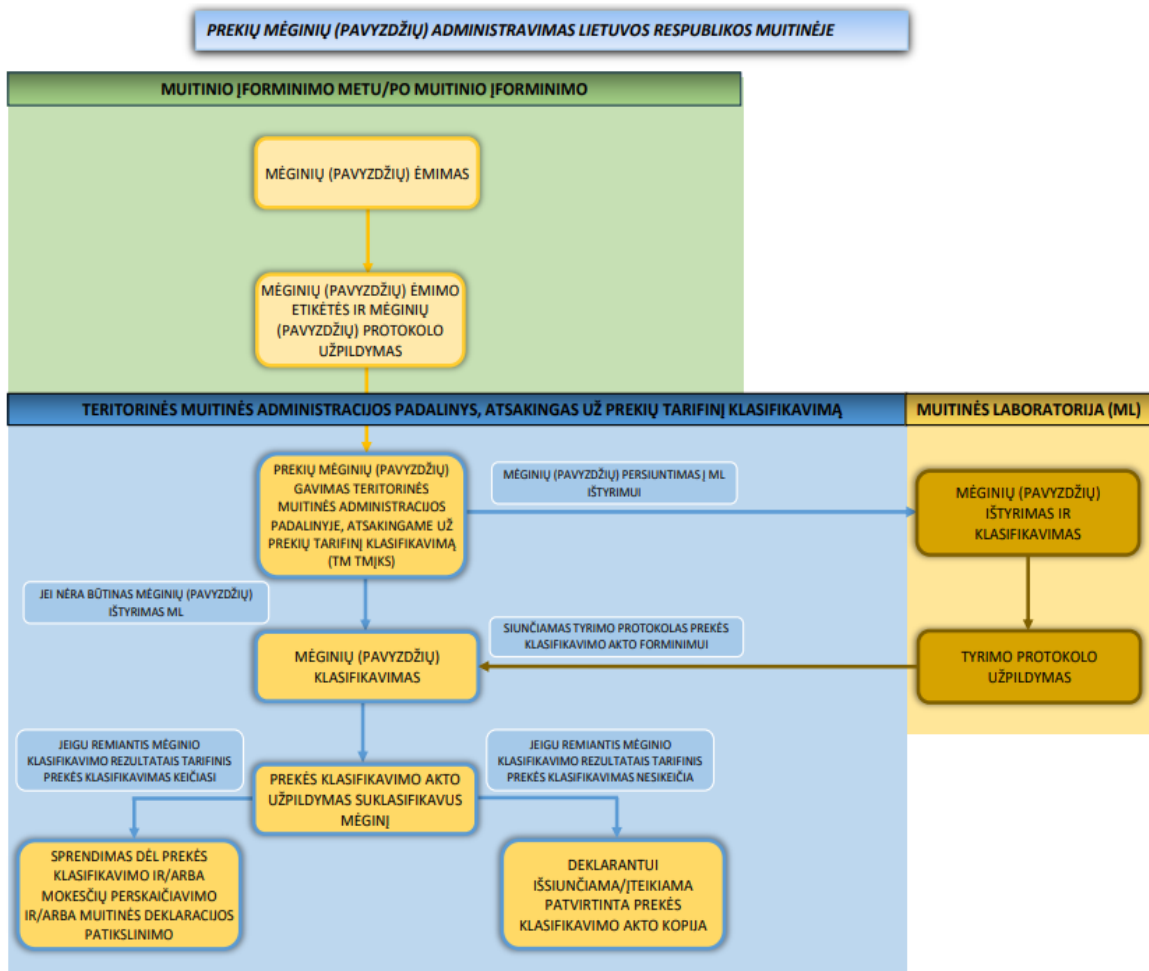 PREKIŲ MĖGINIŲ (PAVYZDŽIŲ) ADMINISTRAVIMAS LIETUVOS RESPUBLIKOS MUITINĖJE
MUITINIO ĮFORMINIMO METU/PO MUITINIO ĮFORMINIMO
MĖGINIŲ (PAVYZDŽIŲ) ĖMIMAS
MĖGINIŲ (PAVYZDŽIŲ) ĖMIMO
ETIKĖTĖS IR MĖGINIŲ
(PAVYZDŽIŲ) PROTOKOLO
UŽPILDYMAS
TERITORINĖS MUITINĖS ADMINISTRACIJOS PADALINYS, ATSAKINGAS UŽ PREKIŲ TARIFINĮ KLASIFIKAVIMĄ
MUITINĖS LABORATORIJA (ML)
PREKIŲ MĖGINIŲ (PAVYZDŽIŲ)
GAVIMAS TERITORINĖS
MUITINĖS ADMINISTRACIJOS
PADALINYJE, ATSAKINGAME UŽ
PREKIŲ TARIFINĮ KLASIFIKAVIMĄ
(TM TMĮKS)
MĖGINIŲ (PAVYZDŽIŲ) PERSIUNTIMAS Į ML
IŠTYRIMUI
MĖGINIŲ (PAVYZDŽIŲ)
IŠTYRIMAS IR
KLASIFIKAVIMAS
JEI NĖRA BŪTINAS MĖGINIŲ (PAVYZDŽIŲ)
IŠTYRIMAS ML
SIUNČIAMAS TYRIMO PROTOKOLAS PREKĖS
KLASIFIKAVIMO AKTO FORMINIMUI
MĖGINIŲ (PAVYZDŽIŲ)
KLASIFIKAVIMAS
TYRIMO PROTOKOLO
UŽPILDYMAS
JEIGU REMIANTIS MĖGINIO
KLASIFIKAVIMO REZULTATAIS TARIFINIS
PREKĖS KLASIFIKAVIMAS KEIČIASI
JEIGU REMIANTIS MĖGINIO
KLASIFIKAVIMO REZULTATAIS TARIFINIS
PREKĖS KLASIFIKAVIMAS NESIKEIČIA
PREKĖS KLASIFIKAVIMO AKTO
UŽPILDYMAS SUKLASIFIKAVUS
MĖGINĮ
SPRENDIMAS DĖL PREKĖS
KLASIFIKAVIMO IR/ARBA
MOKESČIŲ PERSKAIČIAVIMO
IR/ARBA MUITINĖS DEKLARACIJOS
PATIKSLINIMO
DEKLARANTUI
IŠSIUNČIAMA/ĮTEIKIAMA
PATVIRTINTA PREKĖS
KLASIFIKAVIMO AKTO KOPIJA